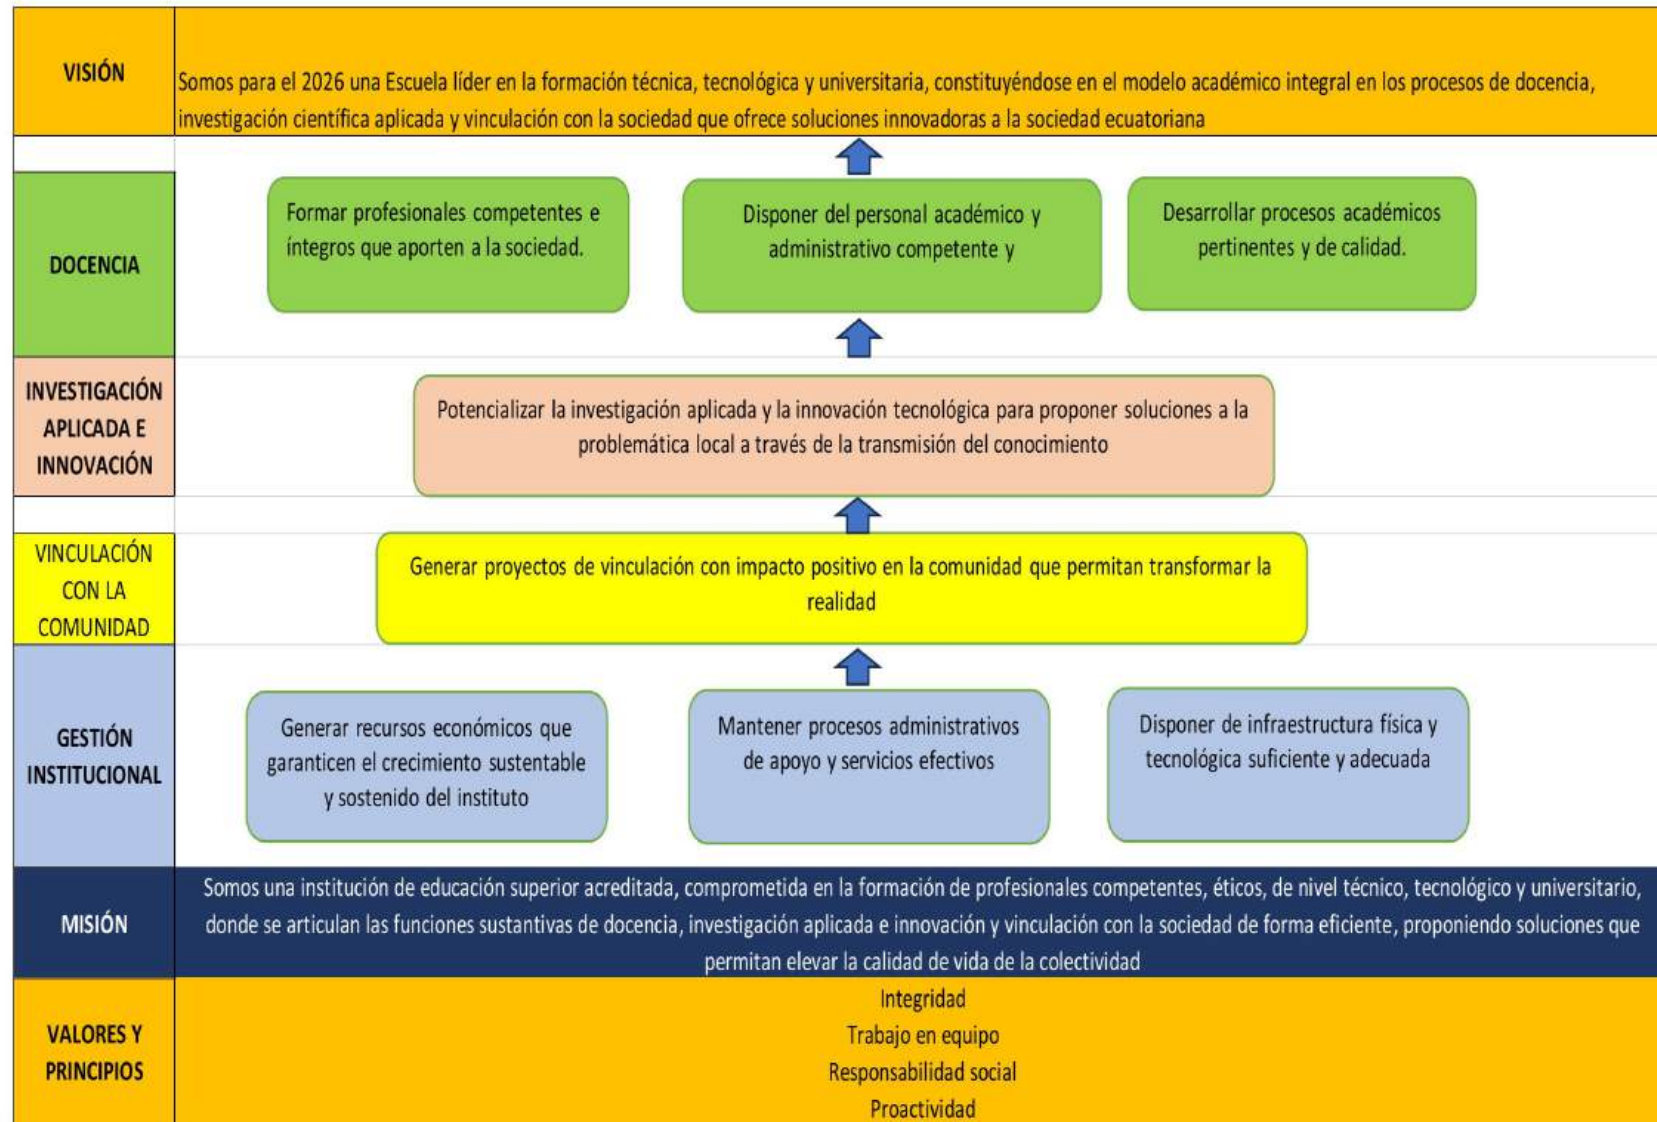 VISIÓN
Somos para el 2026 una Escuela líder en la formación técnica, tecnológica y universitaria, constituyéndose en el modelo académico integral en los procesos de docencia,
investigación científica aplicada y vinculación con la sociedad que ofrece soluciones innovadoras a la sociedad ecuatoriana
DOCENCIA
Formar profesionales competentes e
íntegros que aporten a la sociedad.
Disponer del personal académico y
administrativo competente y
Desarrollar procesos académicos
pertinentes y de calidad.
INVESTIGACIÓN
APLICADA E
INNOVACIÓN
Potencializar la investigación aplicada y la innovación tecnológica para proponer soluciones a la
problemática local a través de la transmisión del conocimiento
VINCULACIÓN
CON LA
COMUNIDAD
Generar proyectos de vinculación con impacto positivo en la comunidad que permitan transformar la
realidad
GESTIÓN
INSTITUCIONAL
Generar recursos económicos que
garanticen el crecimiento sustentable
y sostenido del instituto
Mantener procesos administrativos
de apoyo y servicios efectivos
Disponer de infraestructura física y
tecnológica suficiente y adecuada
MISIÓN
Somos una institución de educación superior acreditada, comprometida en la formación de profesionales competentes, éticos, de nivel técnico, tecnológico y universitario,
donde se articulan las funciones sustantivas de docencia, investigación aplicada e innovación y vinculación con la sociedad de forma eficiente, proponiendo soluciones que
permitan elevar la calidad de vida de la colectividad
VALORES Y
PRINCIPIOS
Integridad
Trabajo en equipo
Responsabilidad social
Proactividad